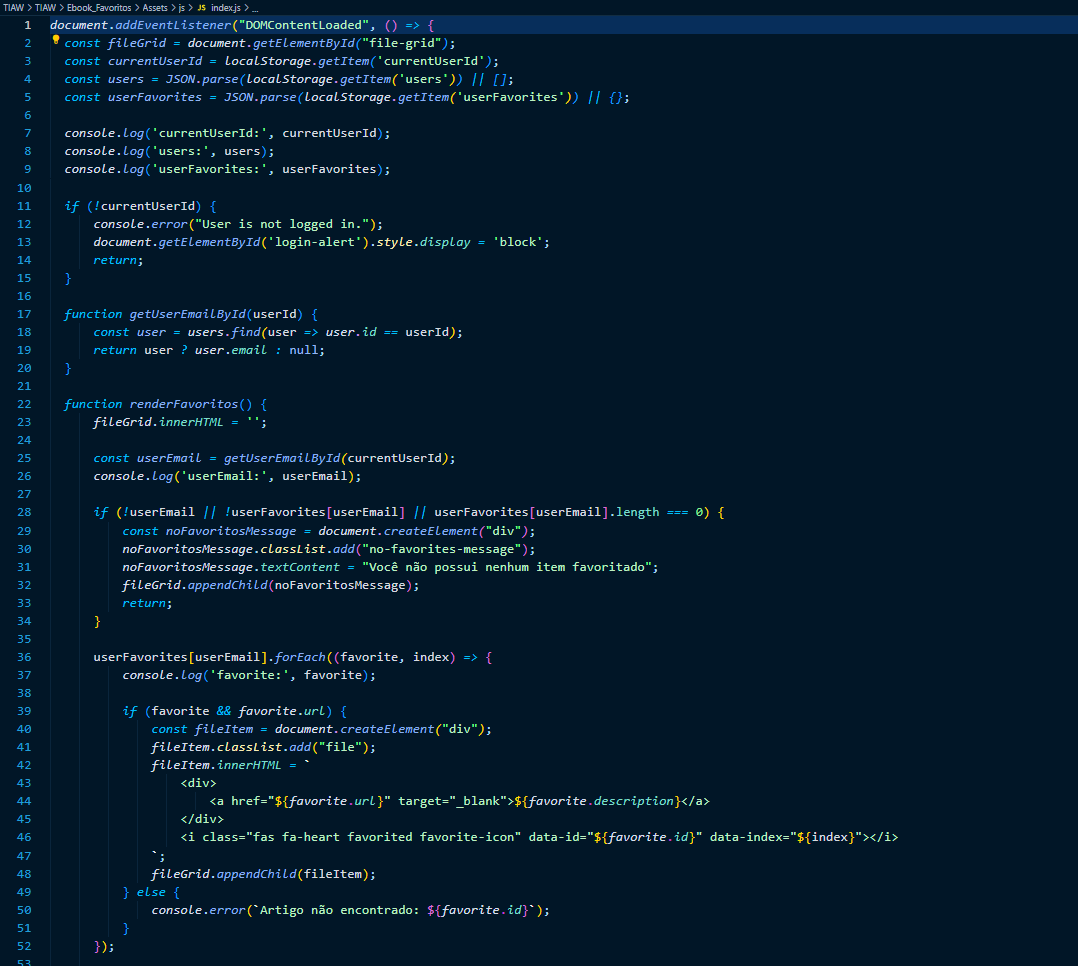 TIAW > TIAW > Ebook_Favoritos > Assets > js > JS index.js > ...
1 document.addEventListener("DOMContentLoaded", () => {
2 const fileGrid = document.getElementById("file-grid");
3 const currentUserId = localStorage.getItem('currentUserId');
4 const users = JSON.parse(localStorage.getItem('users')) || [];
5 const userFavorites = JSON.parse(localStorage.getItem('userFavorites')) || {};
6
7 console.log('currentUserId:', currentUserId);
8 console.log('users:', users);
9 console.log('userFavorites:', userFavorites);
10
11 if (!currentUserId) {
12 console.error("User is not logged in.");
13 document.getElementById('login-alert').style.display = 'block';
14 return;
15 }
16
17 function getUserEmailById(userId) {
18 const user = users.find(user => user.id == userId);
19 return user ? user.email : null;
20 }
21
22 function renderFavoritos() {
23 fileGrid.innerHTML = '';
24
25 const userEmail = getUserEmailById(currentUserId);
26 console.log('userEmail:', userEmail);
27
28 if (!userEmail || !userFavorites[userEmail] || userFavorites[userEmail].length === 0) {
29 const noFavoritosMessage = document.createElement("div");
30 noFavoritosMessage.classList.add("no-favorites-message");
31 noFavoritosMessage.textContent = "Você não possui nenhum item favoritado";
32 fileGrid.appendChild(noFavoritosMessage);
33 return;
34 }
35
36 userFavorites[userEmail].forEach((favorite, index) => {
37 console.log('favorite:', favorite);
38
39 if (favorite && favorite.url) {
40 const fileItem = document.createElement("div");
41 fileItem.classList.add("file");
42 fileItem.innerHTML = `
43 <div>
44 <a href="${favorite.url}" target="_blank">${favorite.description}</a>
45 </div>
46 <i class="fas fa-heart favorited favorite-icon" data-id="${favorite.id}" data-index="${index}"></i>
47 `;
48 fileGrid.appendChild(fileItem);
49 } else {
50 console.error(`Artigo não encontrado: ${favorite.id}`);
51 }
52 });
53